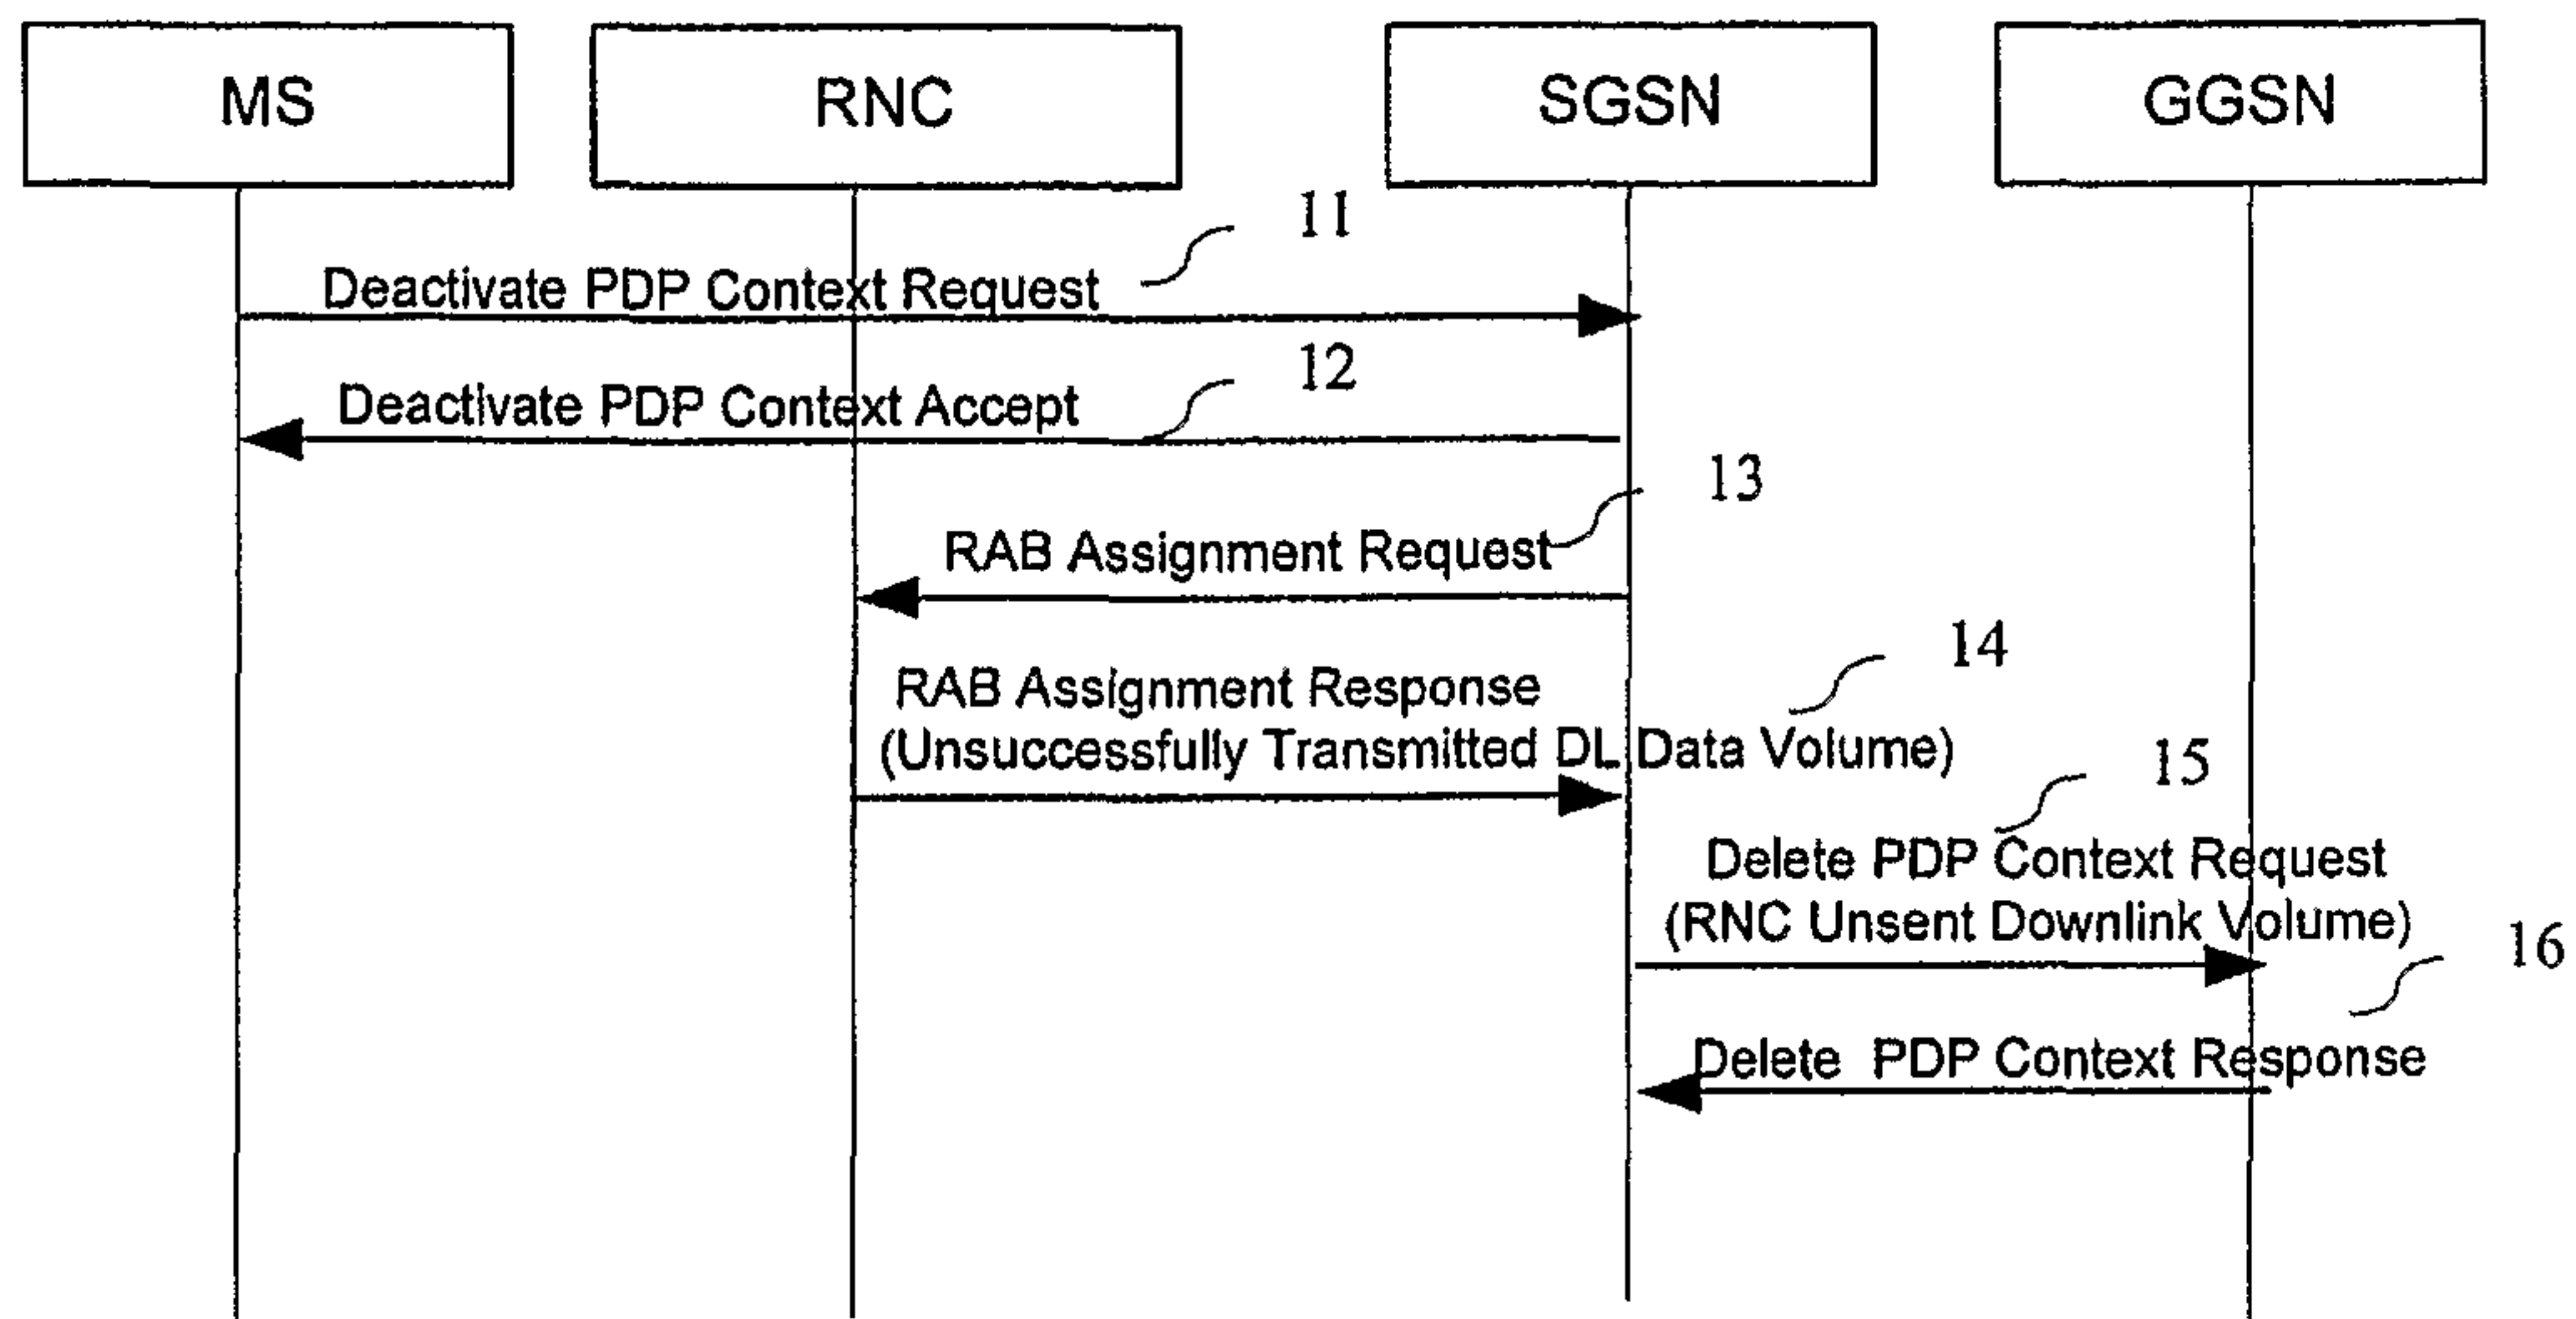 MS
RNC
SGSN
GGSN
11
Deactivate PDP Context Request
12
Deactivate PDP Context Accept
13
RAB Assignment Request
14
RAB Assignment Response
(Unsuccessfully Transmitted DL Data Volume)
15
Delete PDP Context Request
(RNC Unsent Downlink Volume)
16
Delete PDP Context Response